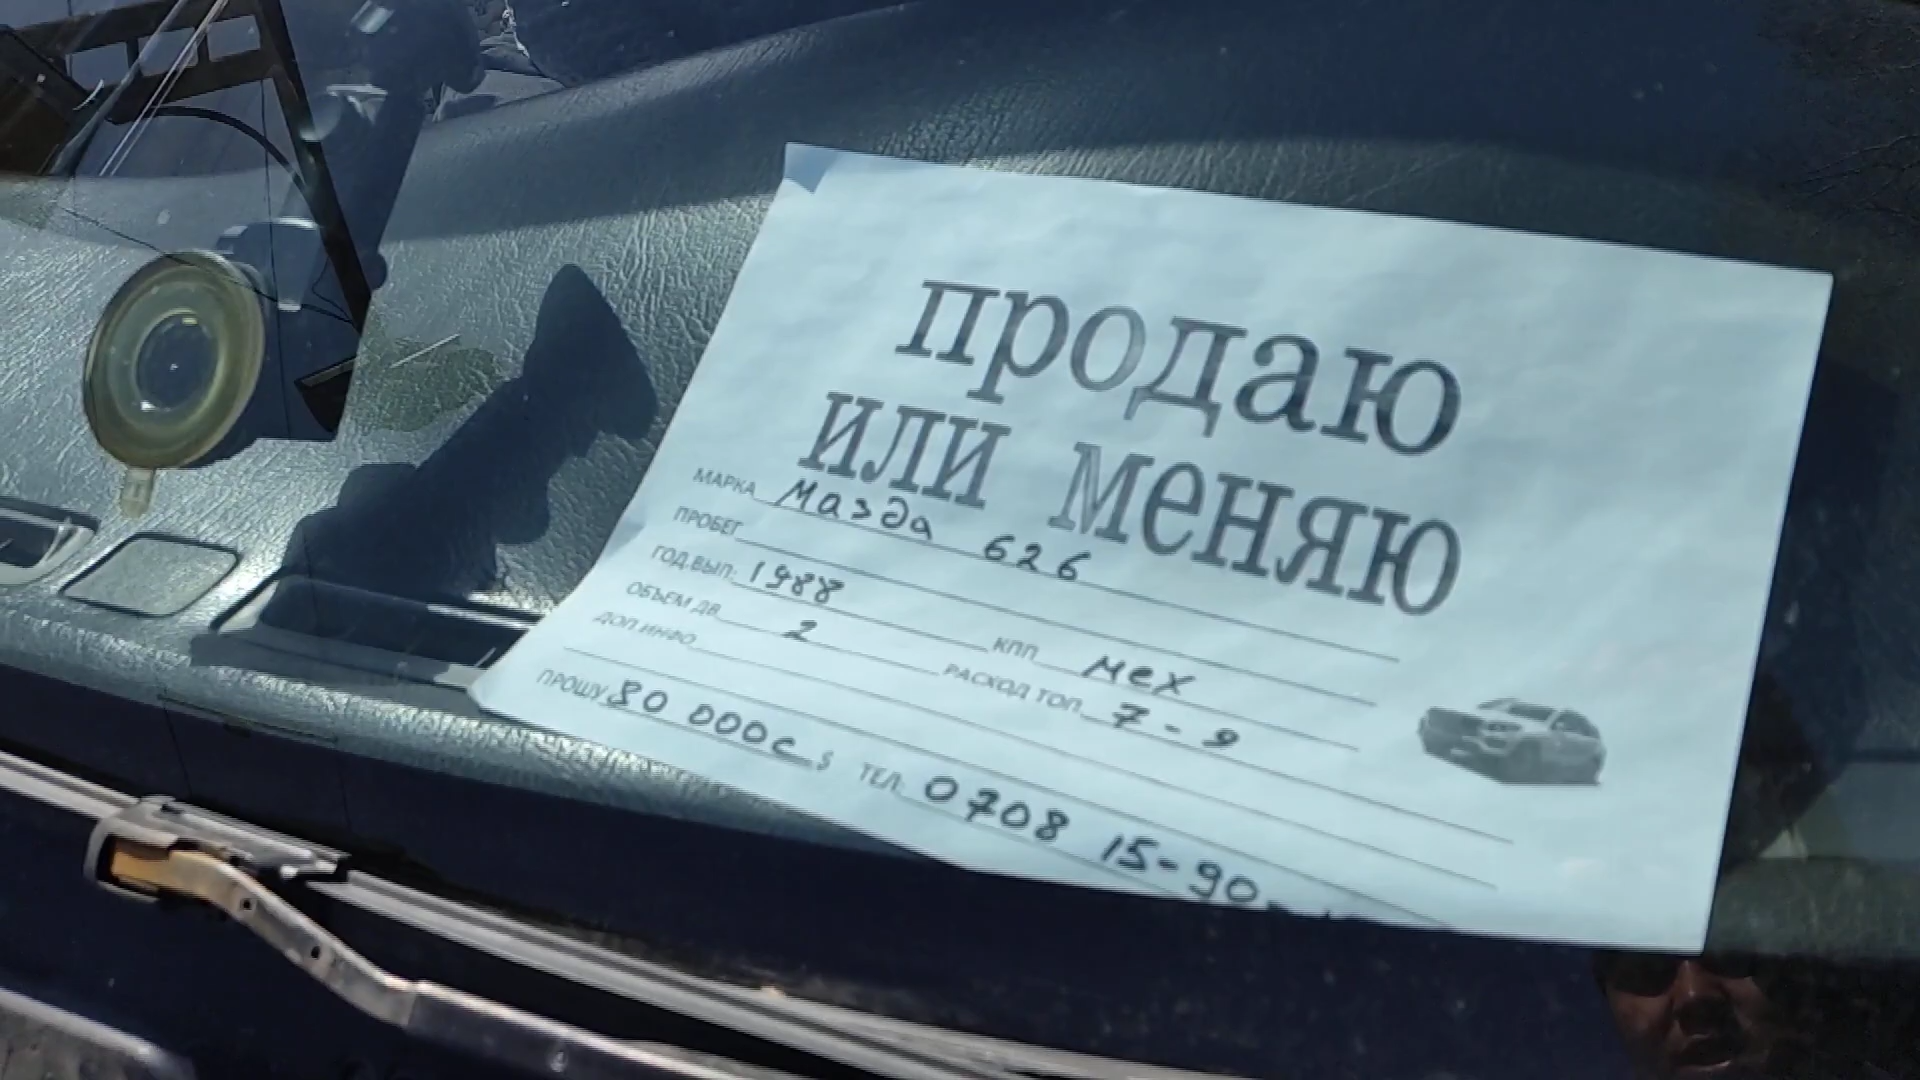 продаю
или меняю
МАРКА Мазда 626
ПРОБЕГ
ГОД.ВЫП: 1988 КПП мех
ОБЪЕМ ДВ 2 РАСХОД ТОП 7-9
ДОП.ИНФО
ПРОШУ 80 000с $ ТЕЛ: 0708 15-90